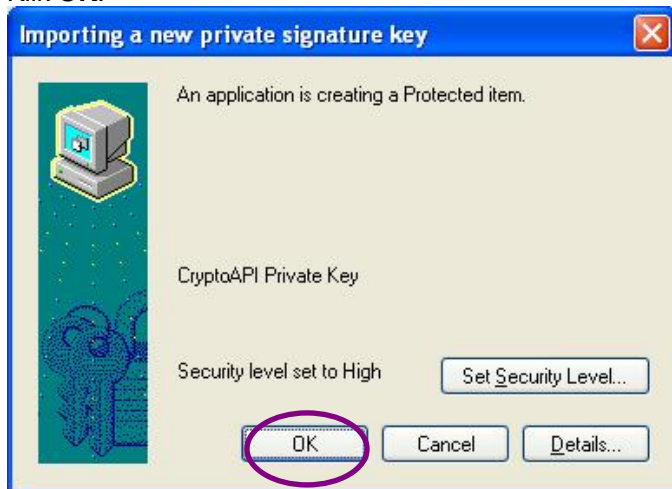 Importing a new private signature key
An application is creating a Protected item.
CryptoAPI Private Key
Security level set to High
Set Security Level...
OK Cancel Details...